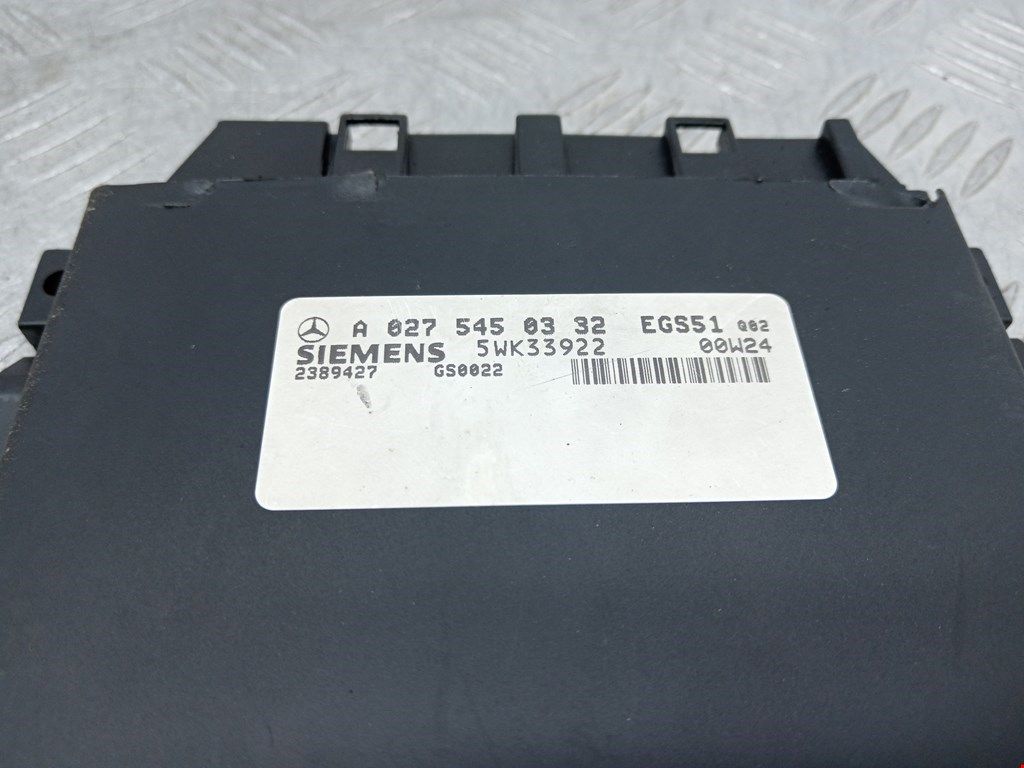 A 027 545 03 32 EGS51 Q02
SIEMENS 5WK33922 00W24
2389427 GS0022